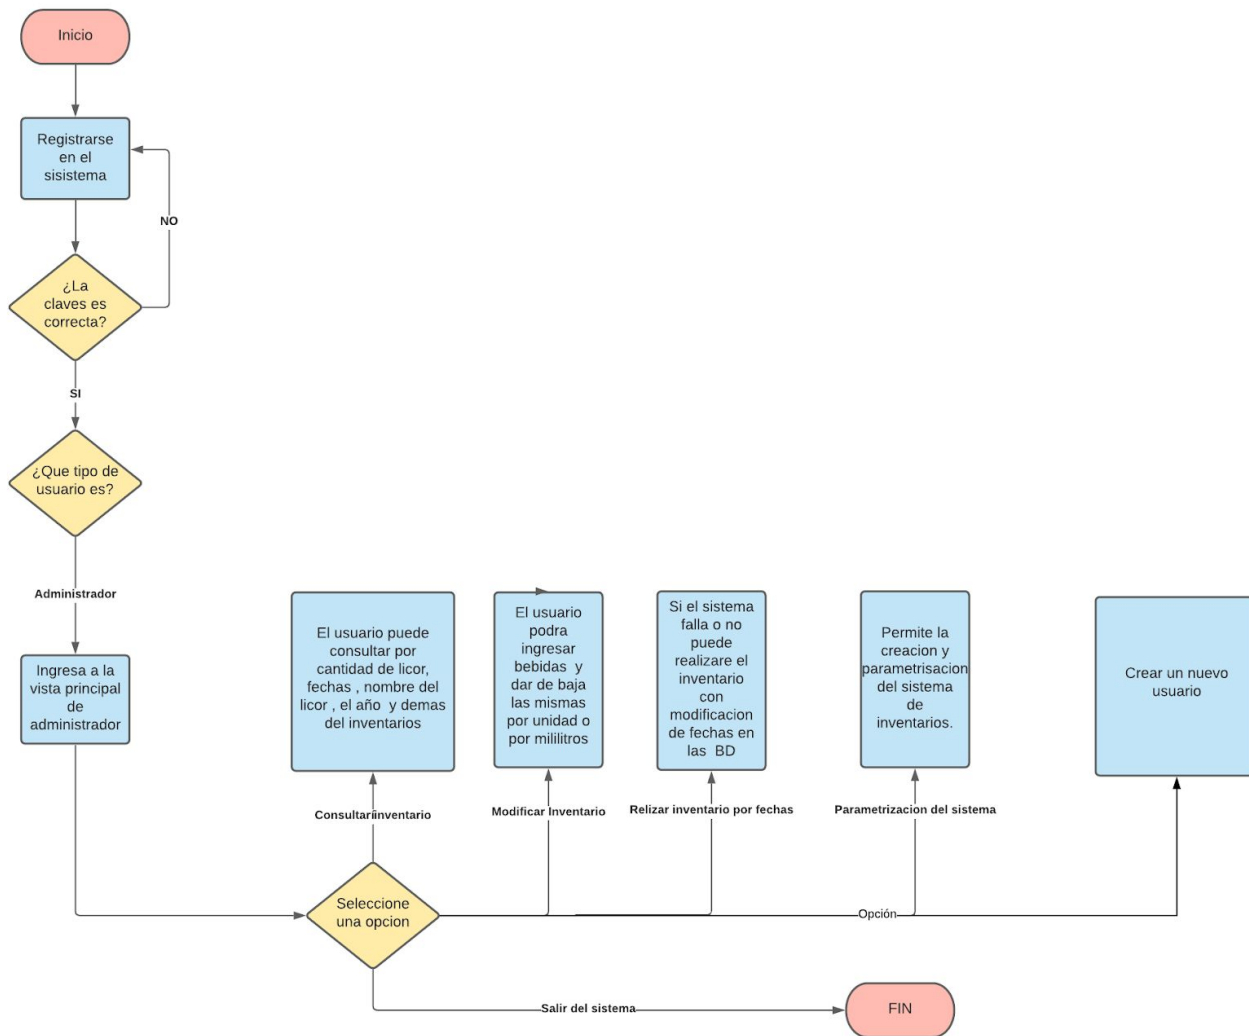 Inicio
Registrarse
en el
sisistema
NO
¿La
claves es
correcta?
SI
¿Que tipo de
usuario es?
Administrador
Ingresa a la
vista principal
de
administrador
El usuario puede
consultar por
cantidad de licor,
fechas , nombre del
licor , el año y demas
del inventarios
El usuario
podra
ingresar
bebidas y
dar de baja
las mismas
por unidad o
por mililitros
Si el sistema
falla o no
puede
realizare el
inventario
con
modificacion
de fechas en
las BD
Permite la
creacion y
parametrisacion
del sistema
de
inventarios.
Crear un nuevo
usuario
Consultar inventario
Modificar Inventario
Relizar inventario por fechas
Parametrizacion del sistema
Seleccione
una opcion
Opción
Salir del sistema
FIN